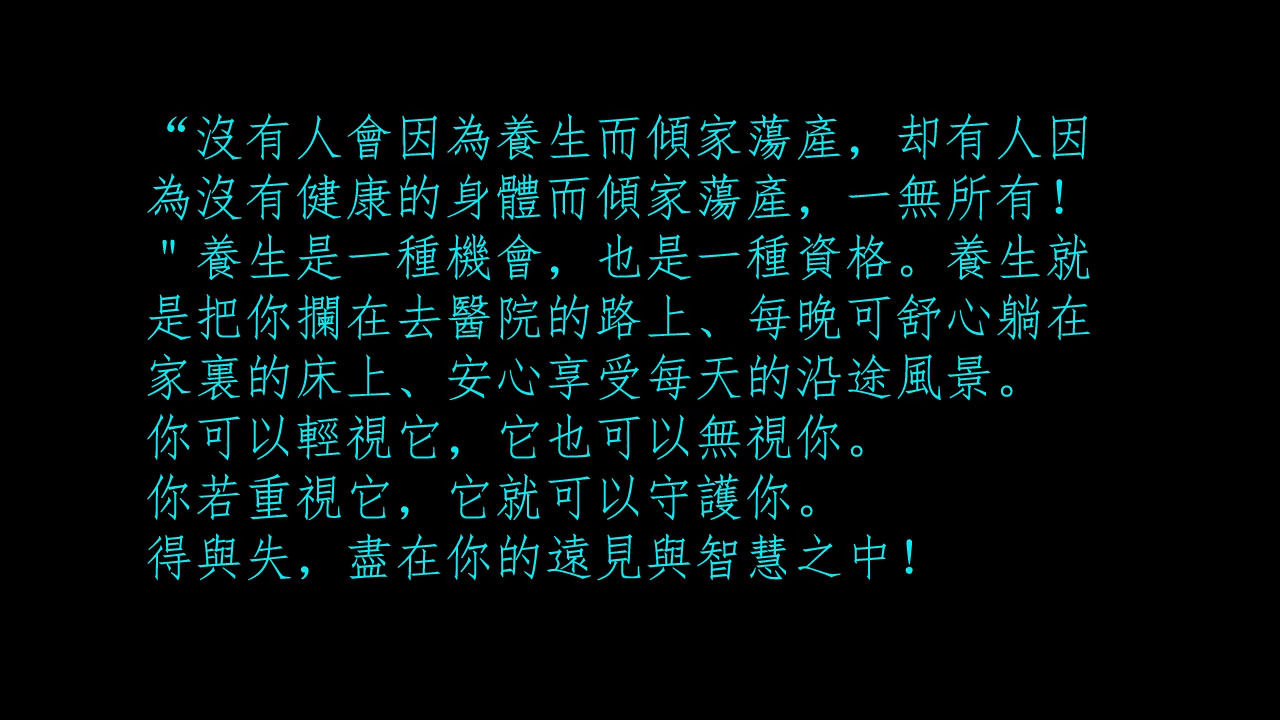 “沒有人會因為養生而傾家蕩產，却有人因
為沒有健康的身體而傾家蕩產，一無所有！
＂養生是一種機會，也是一種資格。養生就
是把你攔在去醫院的路上、每晚可舒心躺在
家裏的床上、安心享受每天的沿途風景。
你可以輕視它，它也可以無視你。
你若重視它，它就可以守護你。
得與失，盡在你的遠見與智慧之中！